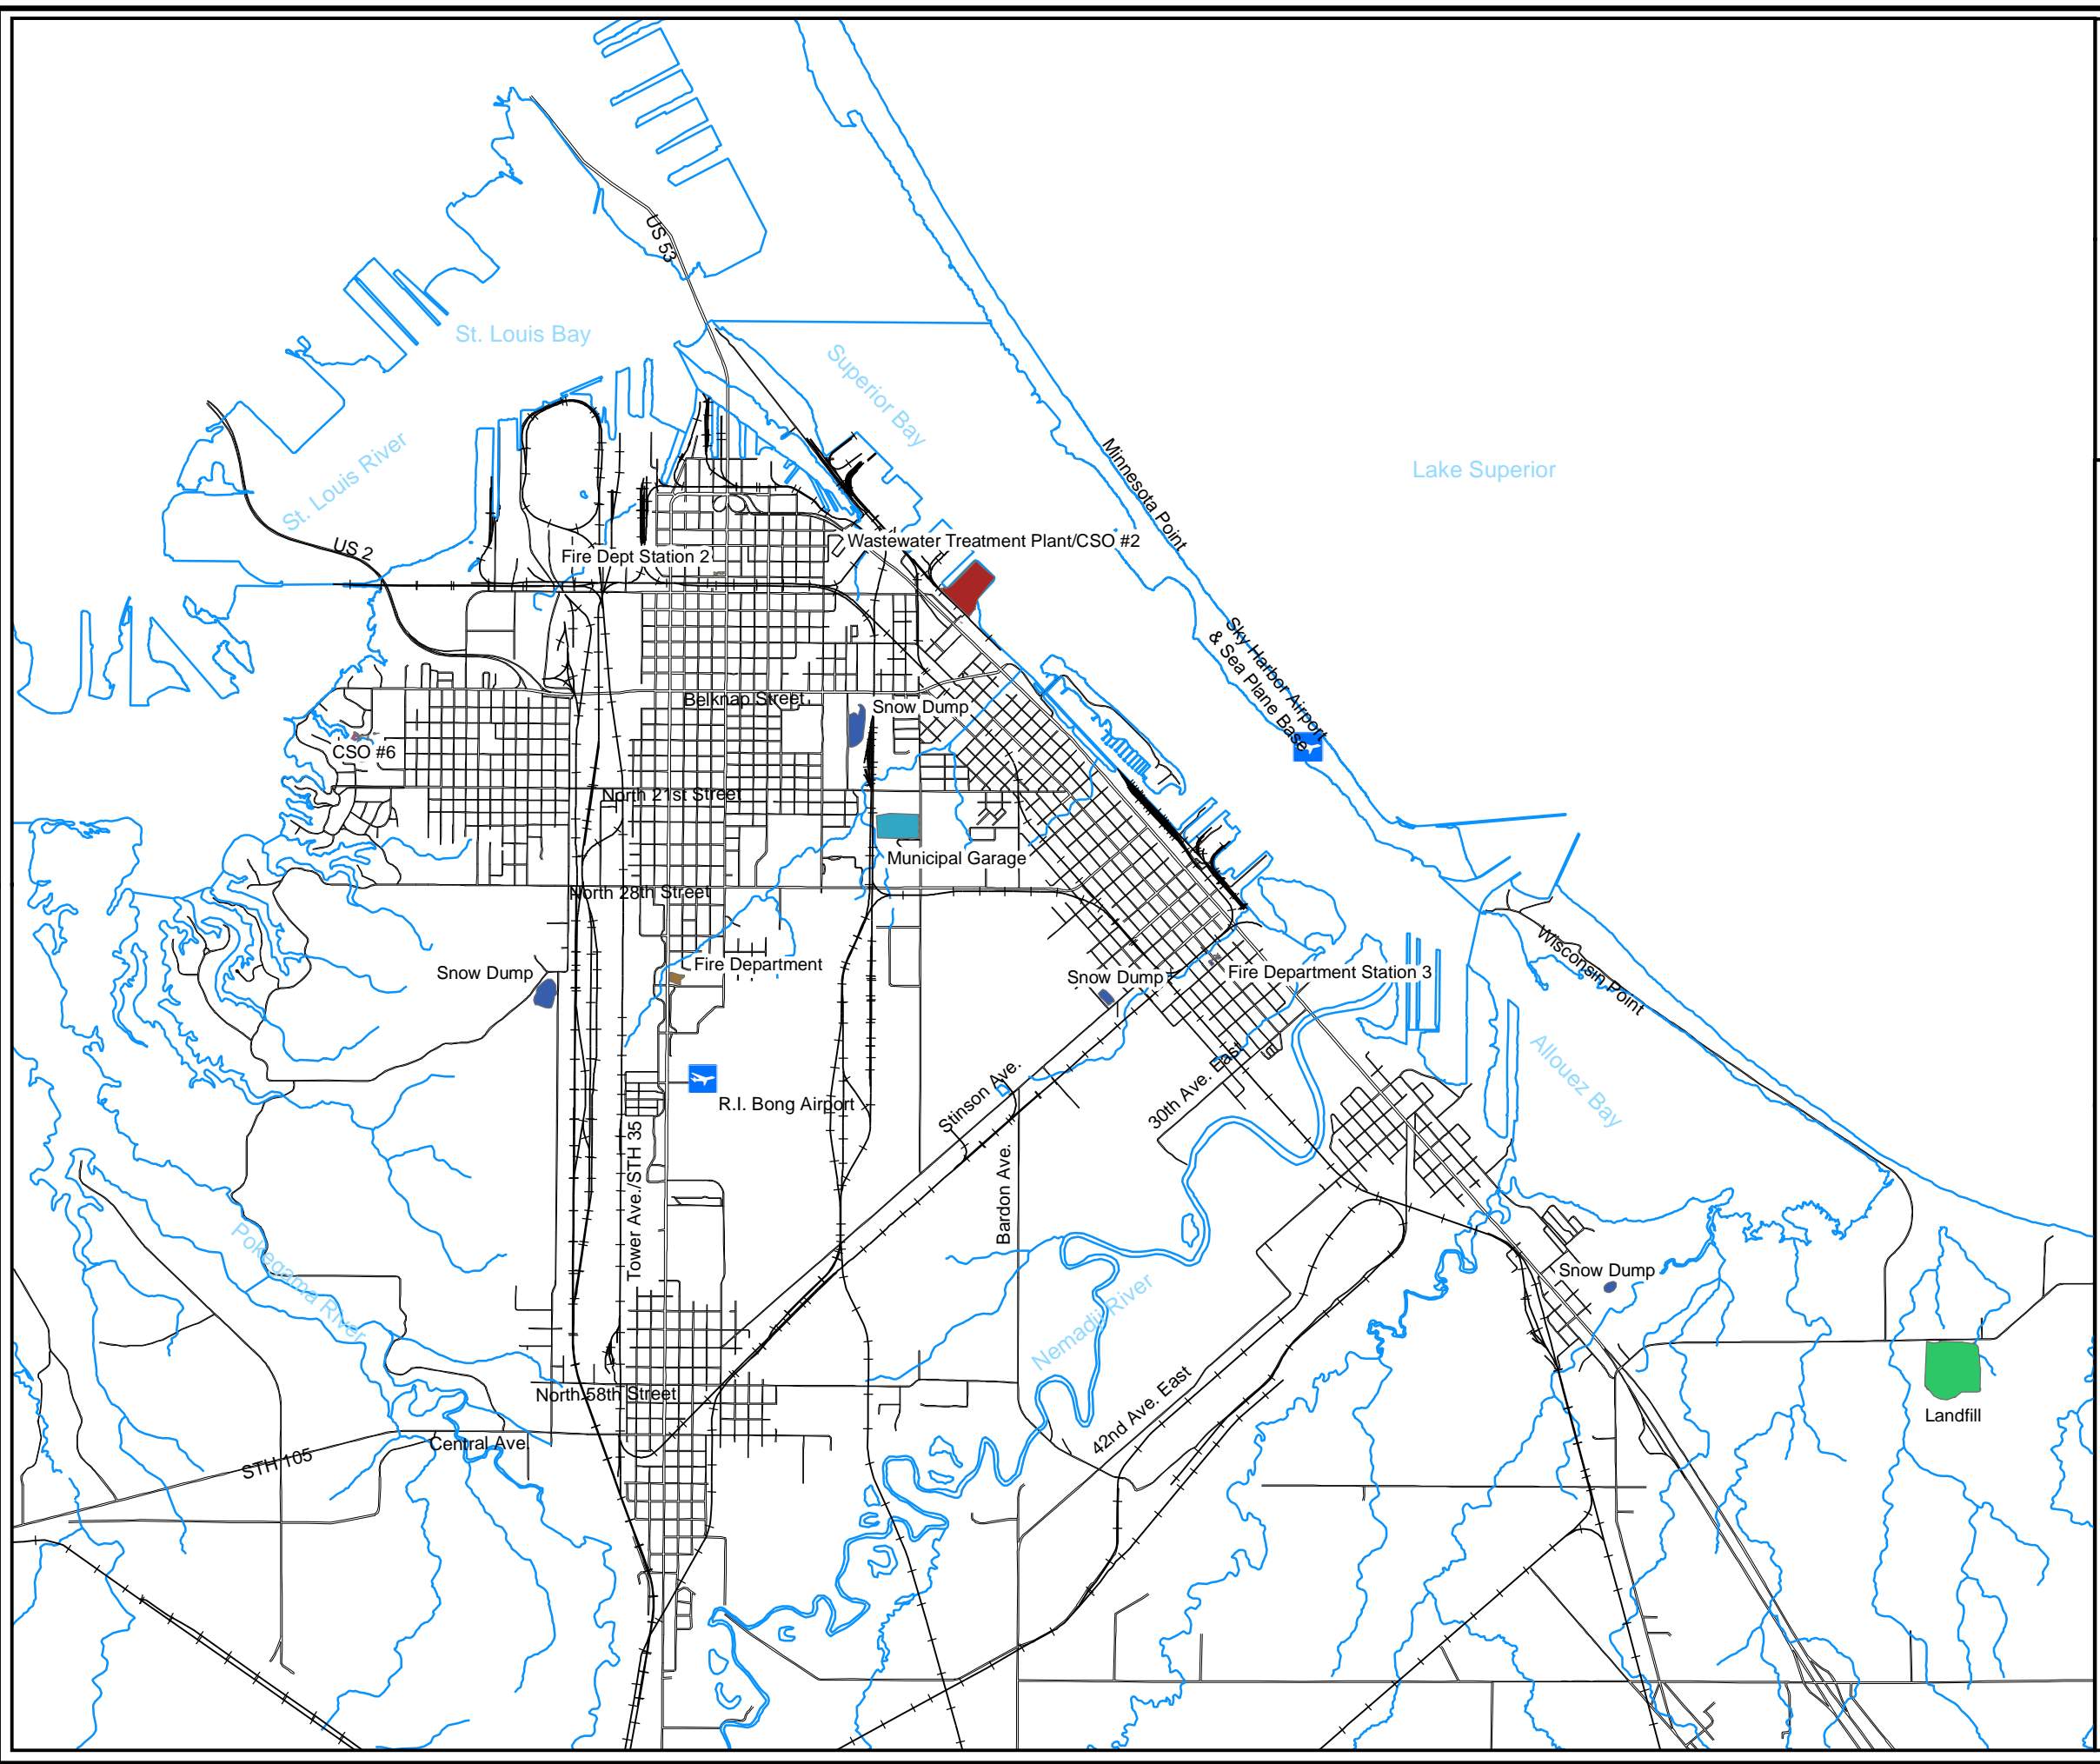 US 53
St. Louis Bay
Superior Bay
Minnesota Point
Lake Superior
St. Louis River
US 2
Wastewater Treatment Plant/CSO #2
Fire Dept Station 2
Sky Harbor Airport
& Sea Plane Base
Belknap Street
Snow Dump
CSO #6
North 21st Street
Municipal Garage
North 28th Street
Wisconsin Point
Snow Dump
Fire Department
Snow Dump
Fire Department Station 3
Allouez Bay
Stinson Ave.
30th Ave. East
R.I. Bong Airport
Tower Ave./STH 35
Bardon Ave.
Pokegama River
Snow Dump
Nemadji River
North 58th Street
42nd Ave. East
Landfill
Central Ave.
STH 105